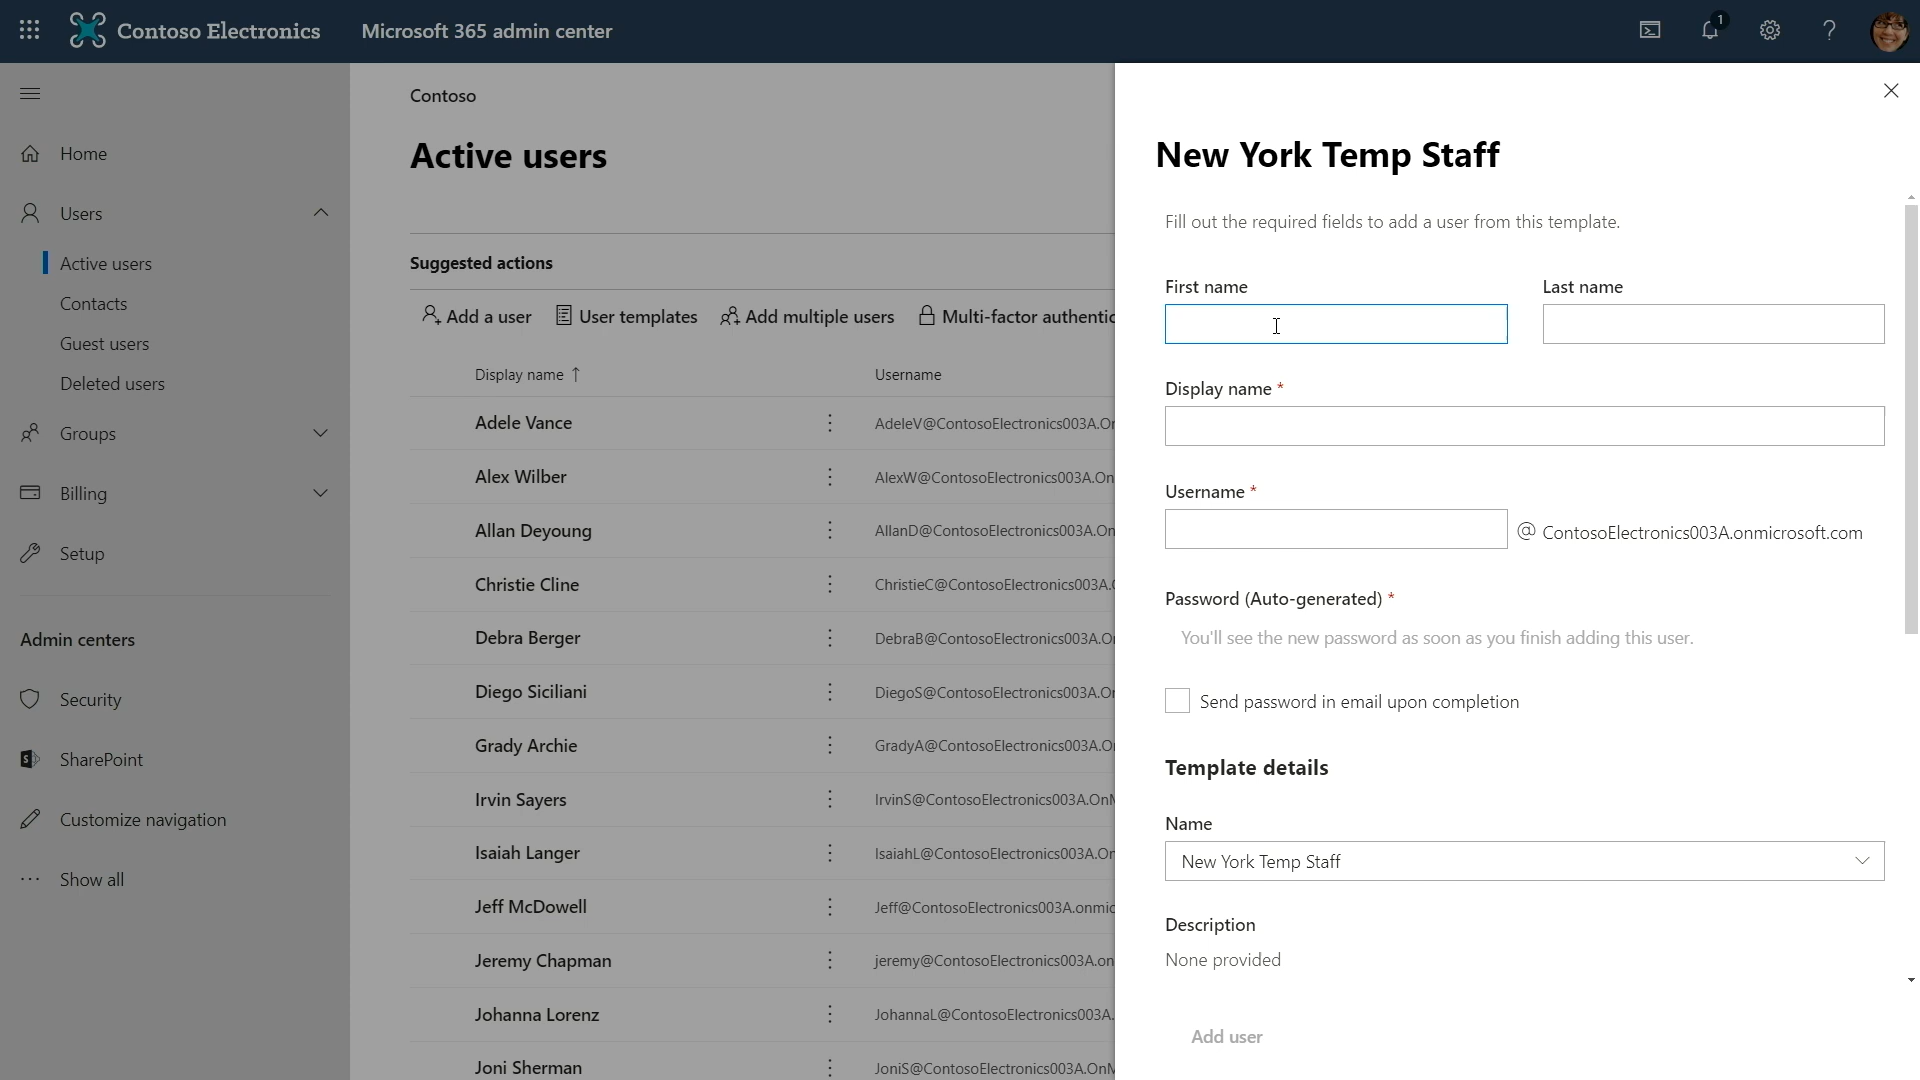 Contoso Electronics
Microsoft 365 admin center
1
Home
Users
Active users
Contacts
Guest users
Deleted users
Groups
Billing
Setup
Admin centers
Security
SharePoint
Customize navigation
Show all
Contoso
Active users
Suggested actions
Add a user User templates Add multiple users Multi-factor authentic
Display name ↑ Username
Adele Vance AdeleV@ContosoElectronics003A.On
Alex Wilber AlexW@ContosoElectronics003A.On
Allan Deyoung AllanD@ContosoElectronics003A.On
Christie Cline ChristieC@ContosoElectronics003A.
Debra Berger DebraB@ContosoElectronics003A.O
Diego Siciliani DiegoS@ContosoElectronics003A.O
Grady Archie GradyA@ContosoElectronics003A.O
Irvin Sayers IrvinS@ContosoElectronics003A.On
Isaiah Langer IsaiahL@ContosoElectronics003A.On
Jeff McDowell Jeff@ContosoElectronics003A.onmic
Jeremy Chapman jeremy@ContosoElectronics003A.on
Johanna Lorenz JohannaL@ContosoElectronics003A.
Joni Sherman JoniS@ContosoElectronics003A.On
New York Temp Staff
Fill out the required fields to add a user from this template.
First name Last name
Display name *
Username *
@ ContosoElectronics003A.onmicrosoft.com
Password (Auto-generated) *
You'll see the new password as soon as you finish adding this user.
Send password in email upon completion
Template details
Name
New York Temp Staff
Description
None provided
Add user